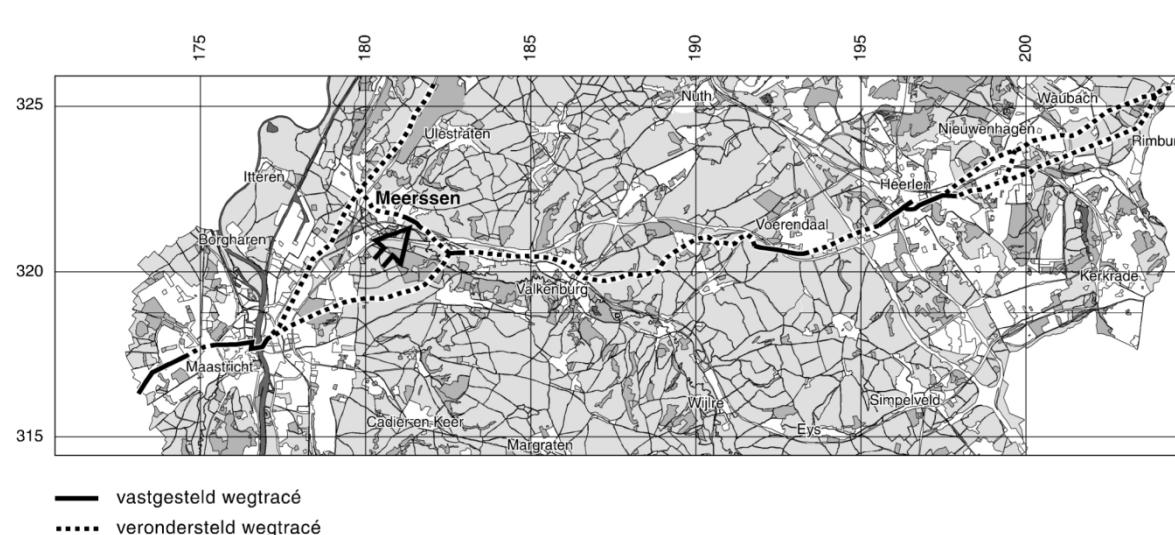 175 180 185 190 195 200
325
Nuth
Waubach
Ulestraten
Nieuwenhagen
Itteren
Heerlen
Meerssen
Voerendaal
Borgharen
320
Kerkrade
Valkenburg
Maastricht
Simpelveld
Wijlre
Cadier en Keer
Eys
315
Margraten
vastgesteld wegtracé
verondersteld wegtracé